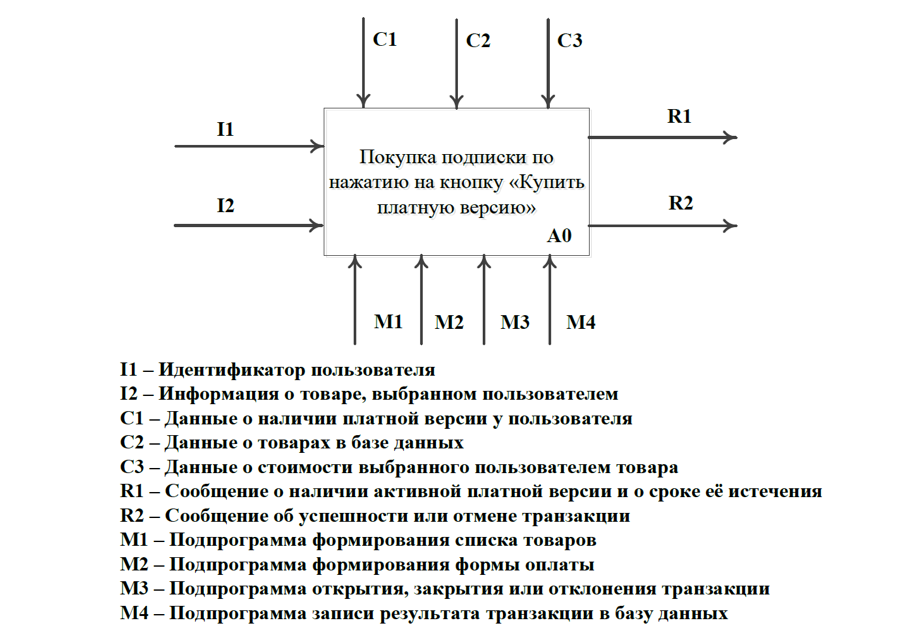 C1
C2
C3
I1
R1
Покупка подписки по
нажатию на кнопку «Купить
платную версию»
I2
R2
A0
M1
M2
M3
M4
I1 – Идентификатор пользователя
I2 – Информация о товаре, выбранном пользователем
C1 – Данные о наличии платной версии у пользователя
C2 – Данные о товарах в базе данных
C3 – Данные о стоимости выбранного пользователем товара
R1 – Сообщение о наличии активной платной версии и о сроке её истечения
R2 – Сообщение об успешности или отмене транзакции
M1 – Подпрограмма формирования списка товаров
M2 – Подпрограмма формирования формы оплаты
M3 – Подпрограмма открытия, закрытия или отклонения транзакции
M4 – Подпрограмма записи результата транзакции в базу данных